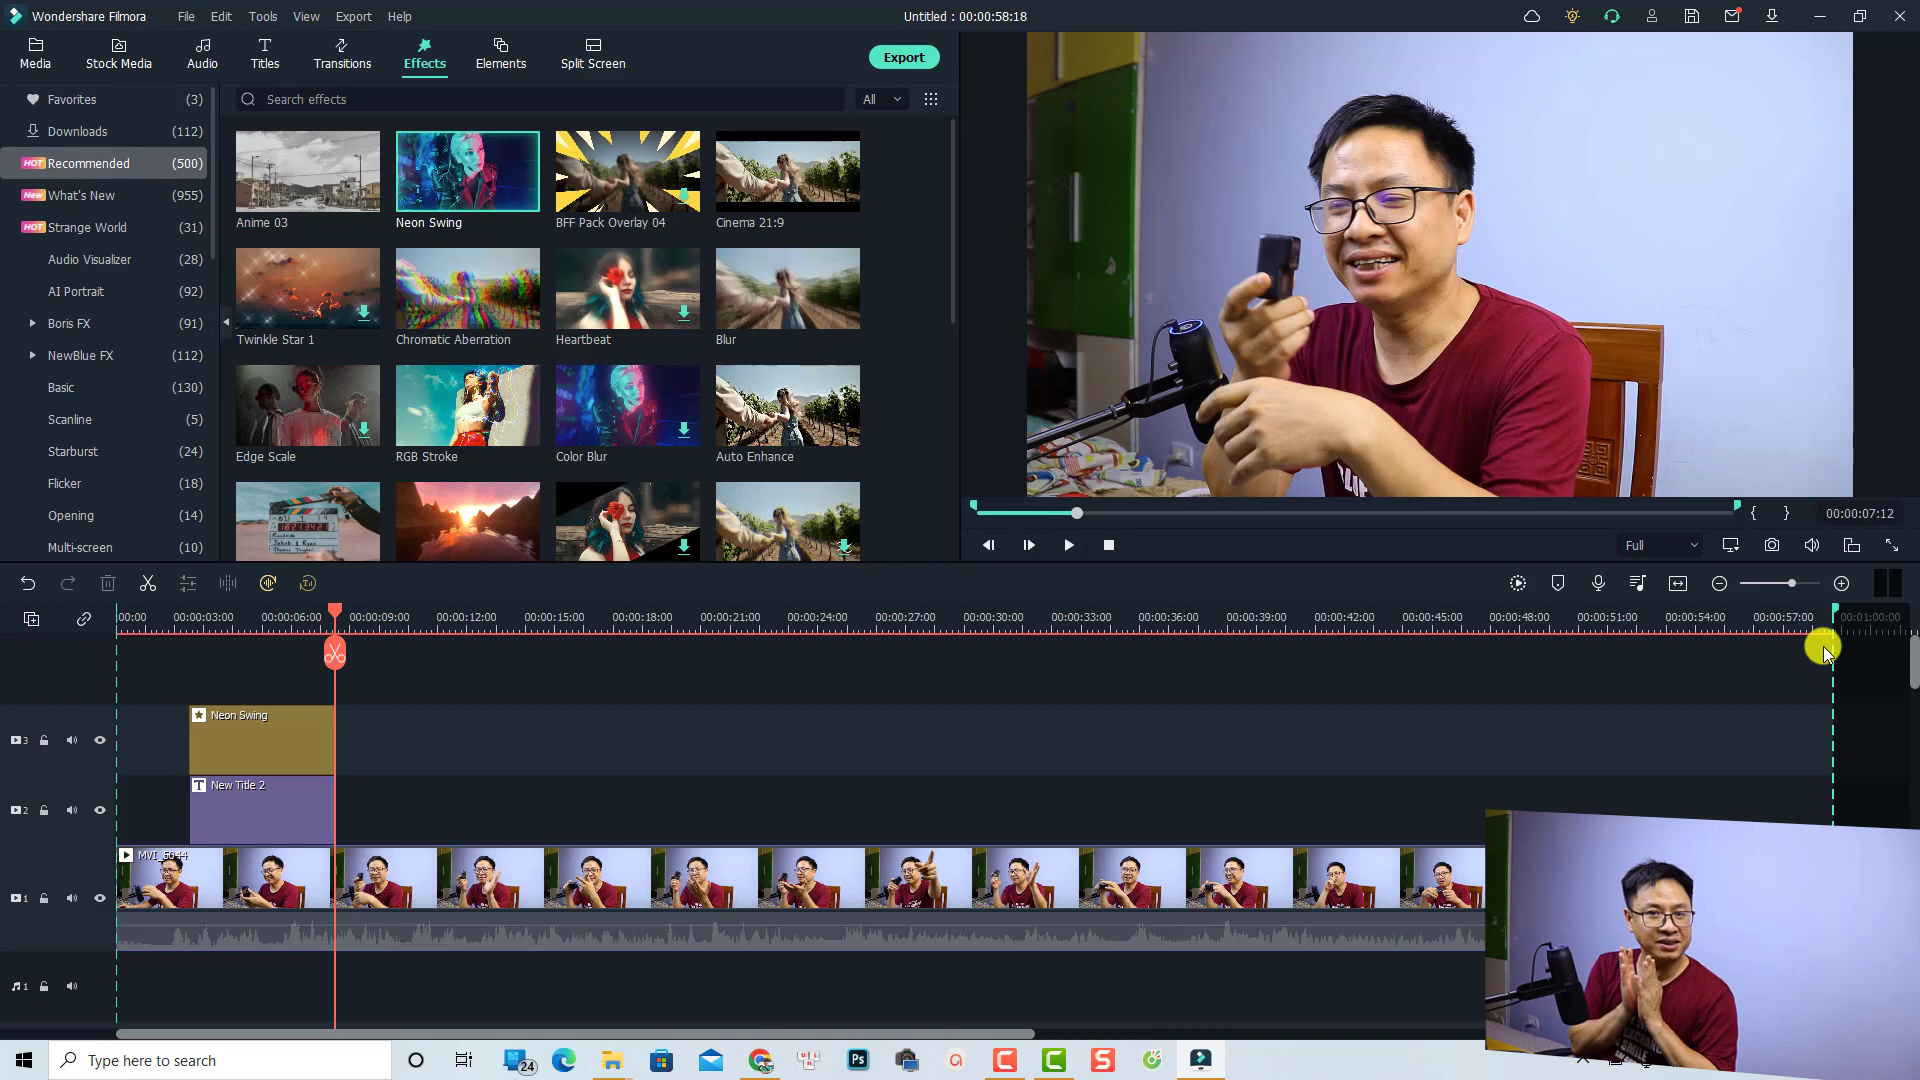 Wondershare Filmora File Edit Tools View Export Help Untitled : 00:00:58:18
Media Stock Media Audio Titles Transitions Effects Elements Split Screen Export
Favorites (3)
Downloads (112)
HOT Recommended (500)
New What's New (955)
HOT Strange World (31)
Audio Visualizer (28)
AI Portrait (92)
Boris FX (91)
NewBlue FX (112)
Basic (130)
Scanline (5)
Starburst (24)
Flicker (18)
Opening (14)
Multi-screen (10)
Search effects All
Anime 03 Neon Swing BFF Pack Overlay 04 Cinema 21:9
Twinkle Star 1 Chromatic Aberration Heartbeat Blur
Edge Scale RGB Stroke Color Blur Auto Enhance
{ } 00:00:07:12
Full
:00:00 00:00:03:00 00:00:06:00 00:00:09:00 00:00:12:00 00:00:15:00 00:00:18:00 00:00:21:00 00:00:24:00 00:00:27:00 00:00:30:00 00:00:33:00 00:00:36:00 00:00:39:00 00:00:42:00 00:00:45:00 00:00:48:00 00:00:51:00 00:00:54:00 00:00:57:00 00:01:00:00
3 Neon Swing
2 T New Title 2
MVI_5044
1
1
Type here to search 24 Ps